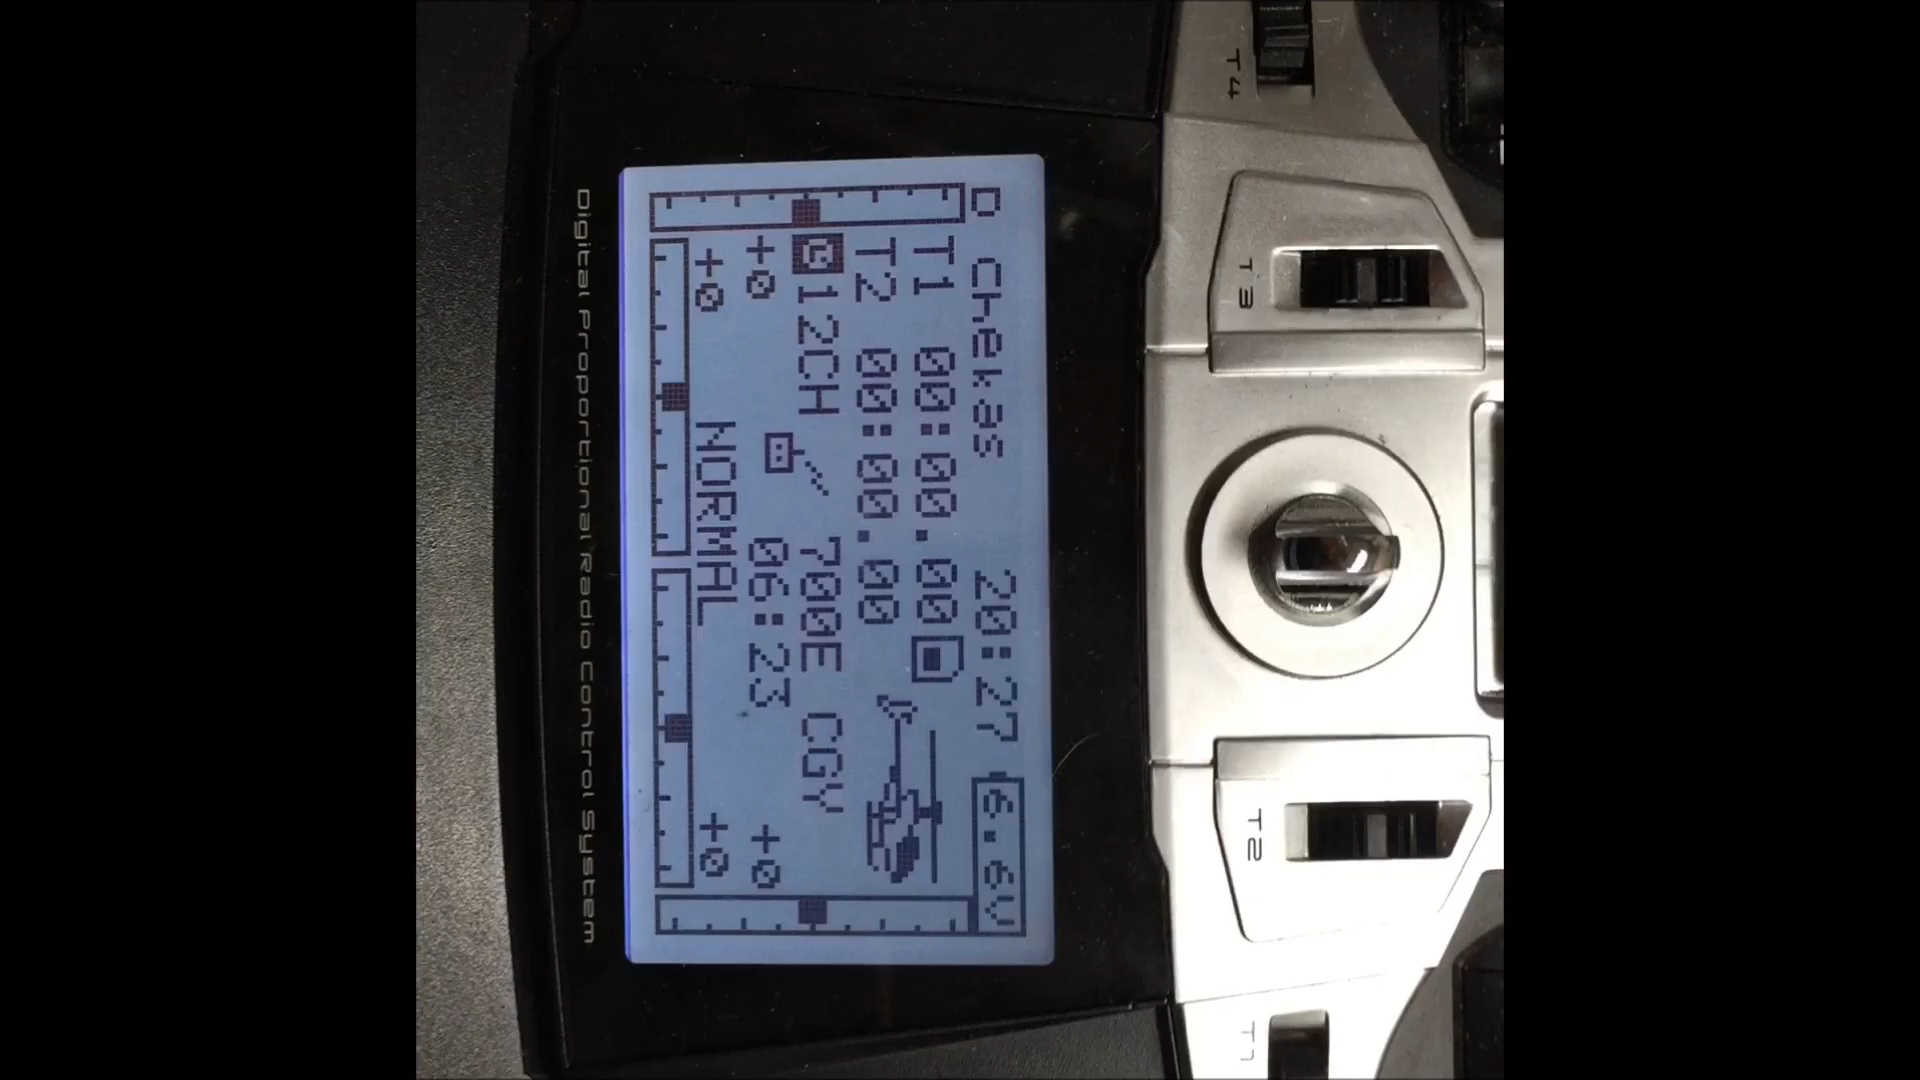 T4
T3
T2
T1
D Chekas 20:27 6.6V
T1 00:00.00
T2 00:00.00
G 12CH 700E CGY
+0 06:23 +0
+0 NORMAL +0
Digital Proportional Radio Control System